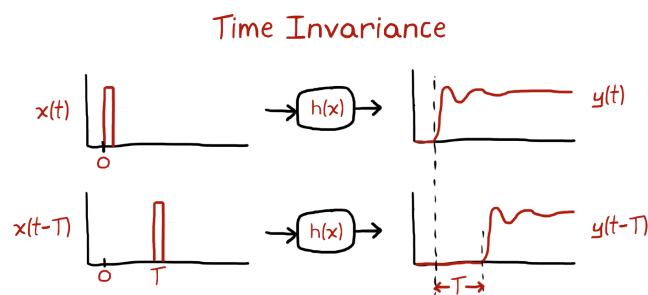 Time Invariance
x(t)
0
h(x)
y(t)
x(t-T)
0
T
h(x)
y(t-T)
T